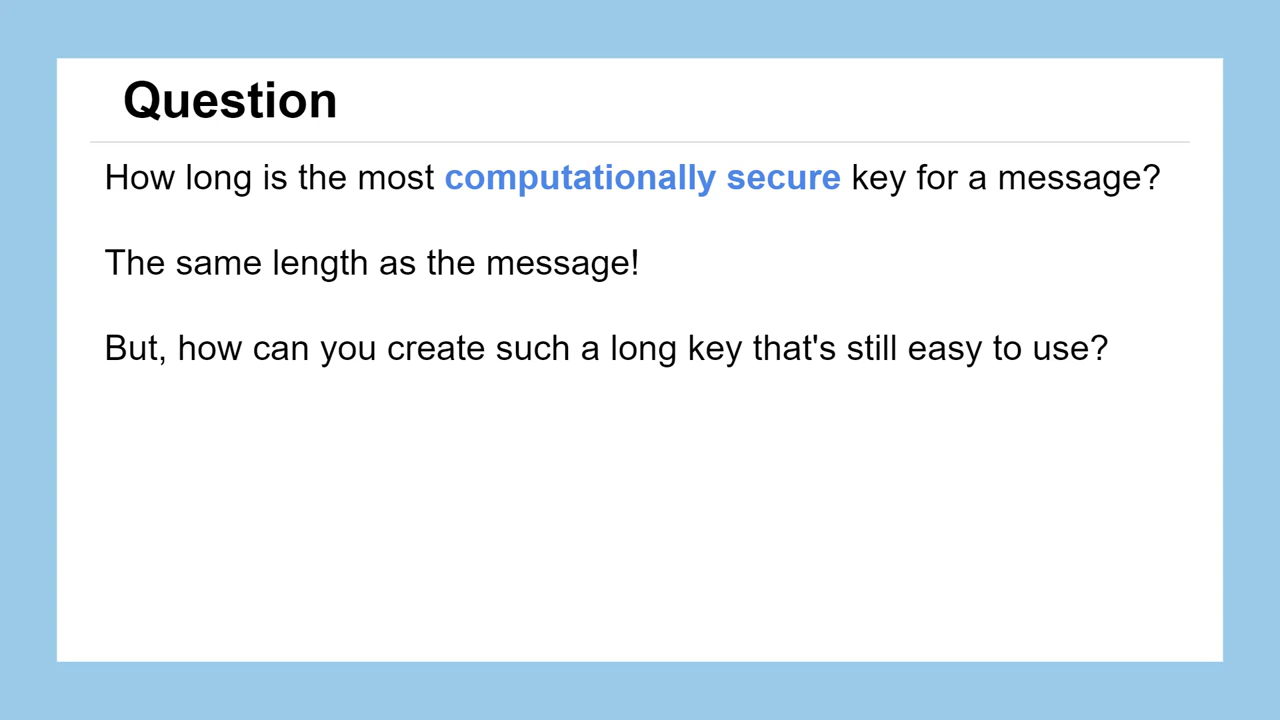 Question
How long is the most computationally secure key for a message?
The same length as the message!
But, how can you create such a long key that's still easy to use?